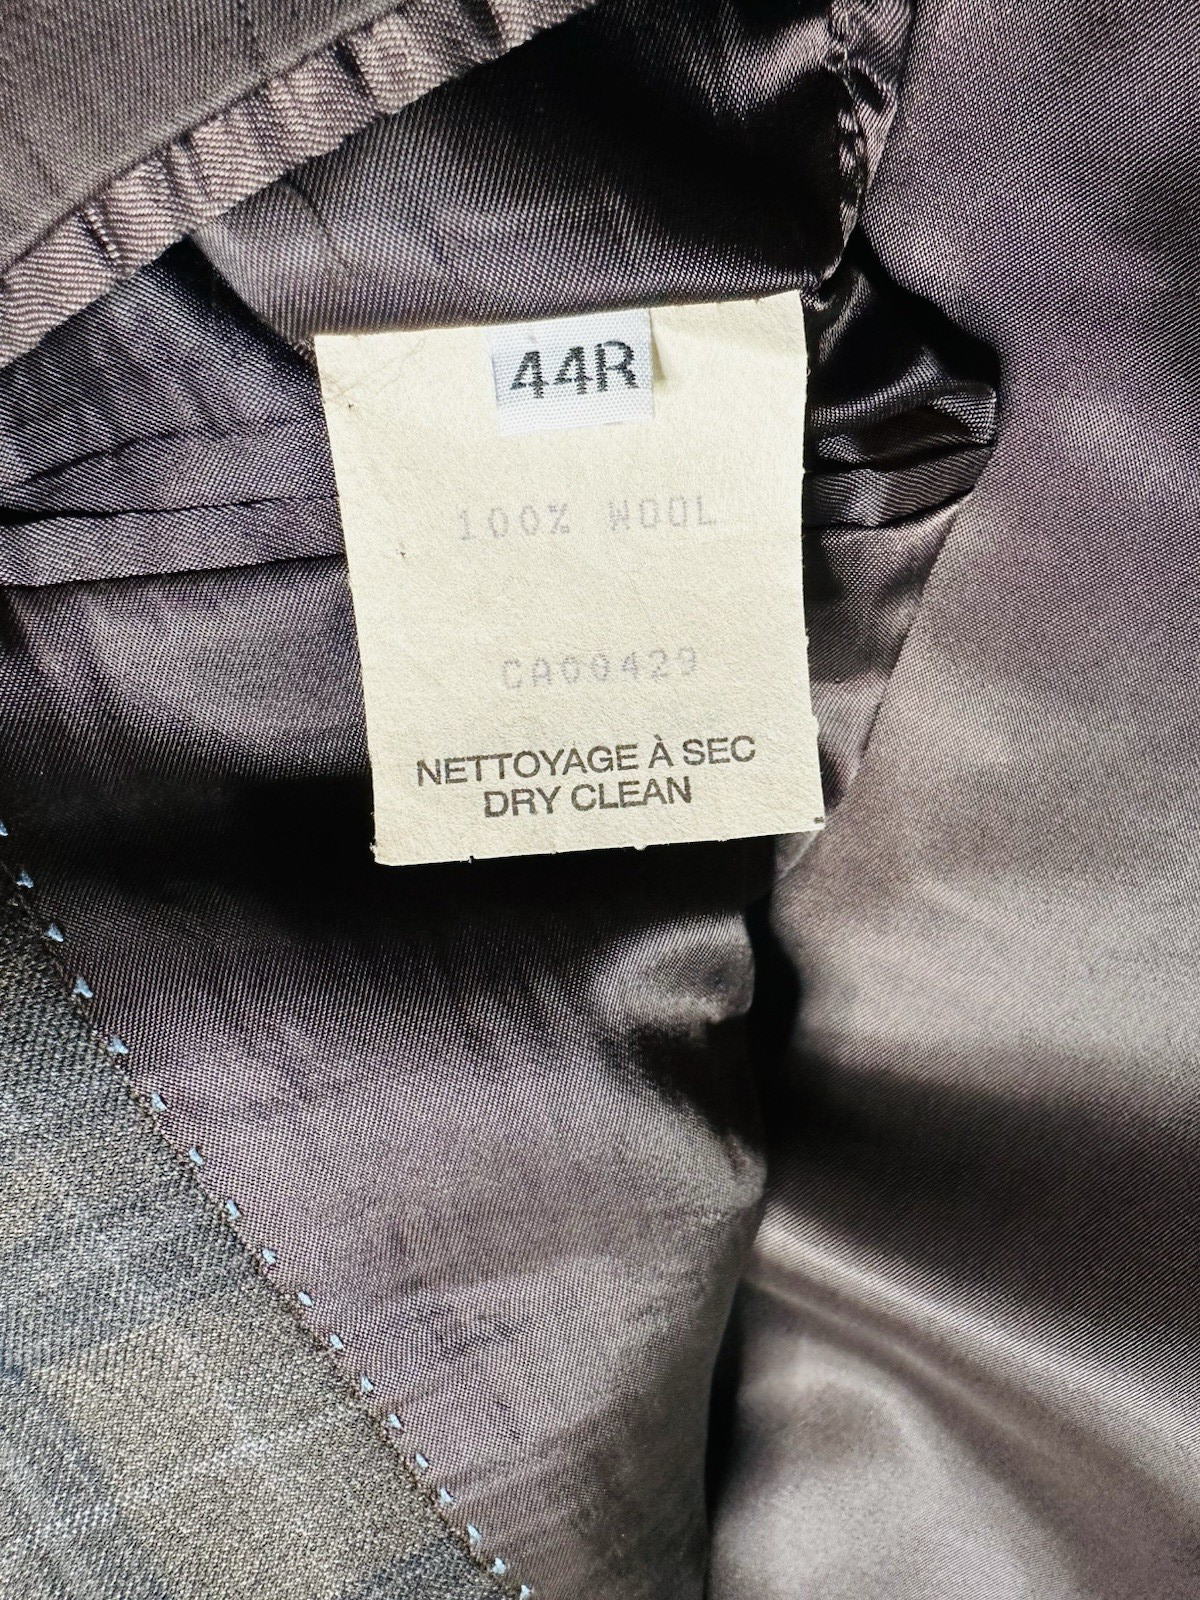 44R
100% WOOL
CA00429
NETTOYAGE À SEC
DRY CLEAN